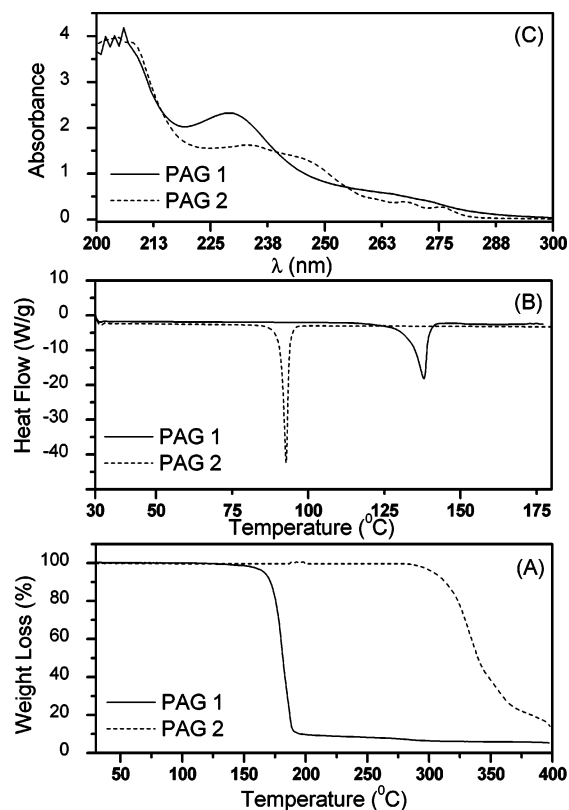 (C)
4
3
2
1
0
Absorbance
PAG 1
PAG 2
200 213 225 238 250 263 275 288 300
λ (nm)
(B)
10
0
-10
-20
-30
-40
Heat Flow (W/g)
PAG 1
PAG 2
30 50 75 100 125 150 175
Temperature (⁰C)
(A)
100
80
60
40
20
0
Weight Loss (%)
PAG 1
PAG 2
50 100 150 200 250 300 350 400
Temperature (⁰C)